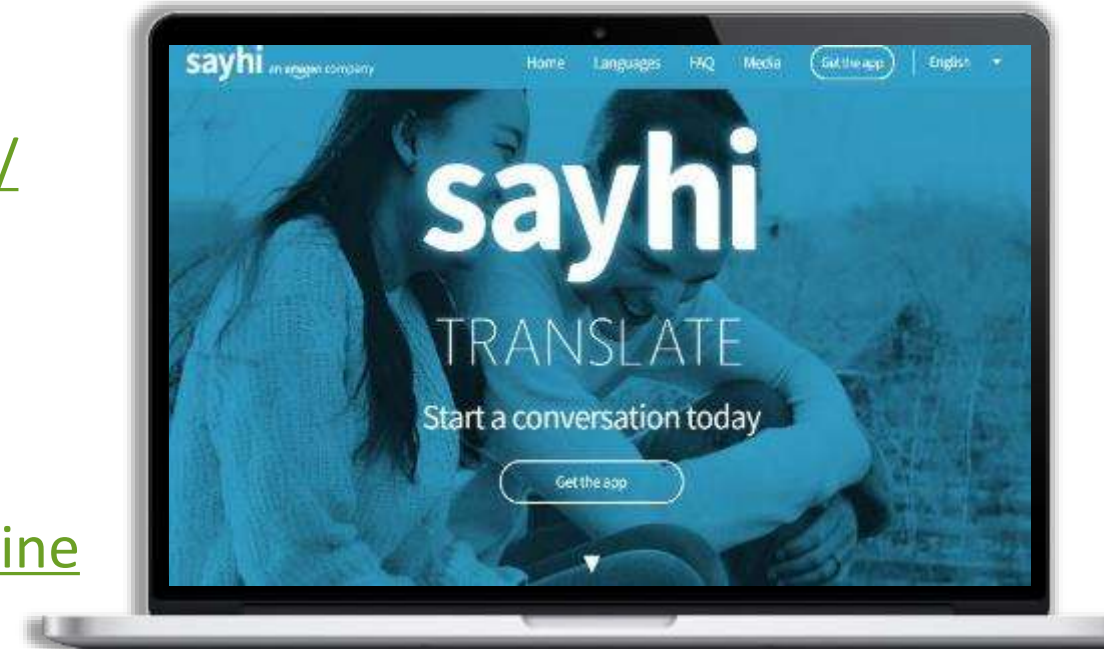 sayhi an amazon company Home Languages FAQ Media Get the app English
/
sayhi
TRANSLATE
Start a conversation today
Get the app
ine